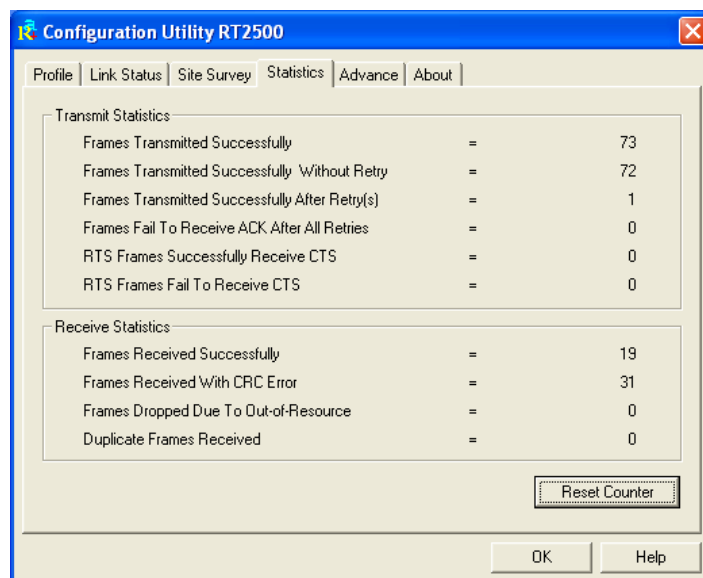 Configuration Utility RT2500
Profile Link Status Site Survey Statistics Advance About
Transmit Statistics
Frames Transmitted Successfully = 73
Frames Transmitted Successfully Without Retry = 72
Frames Transmitted Successfully After Retry(s) = 1
Frames Fail To Receive ACK After All Retries = 0
RTS Frames Successfully Receive CTS = 0
RTS Frames Fail To Receive CTS = 0
Receive Statistics
Frames Received Successfully = 19
Frames Received With CRC Error = 31
Frames Dropped Due To Out-of-Resource = 0
Duplicate Frames Received = 0
Reset Counter
OK Help